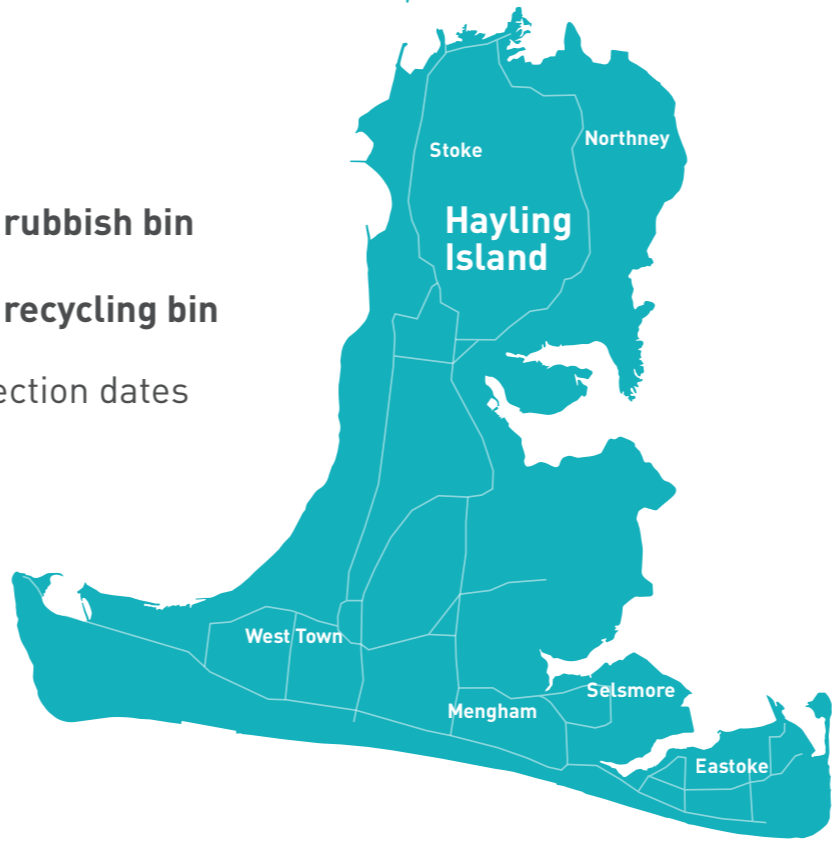 Stoke
Northney
rubbish bin
Hayling
Island
recycling bin
ection dates
West Town
Selsmore
Mengham
Eastoke